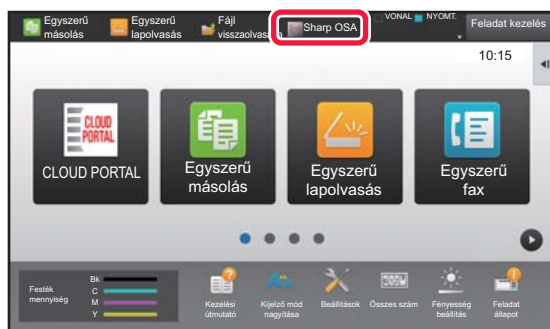 Egyszerű
másolás
Egyszerű
lapolvasás
Fájl
visszaolvasása
Sharp OSA
VONAL
NYOMT.
Feladat kezelés
10:15
CLOUD
PORTAL
CLOUD PORTAL
Egyszerű
másolás
Egyszerű
lapolvasás
Egyszerű
fax
Festék
mennyiség
Bk
C
M
Y
Kezelési
útmutató
Kijelző mód
nagyítása
Beállítások
Összes szám
Fényesség
beállítás
Feladat
állapot